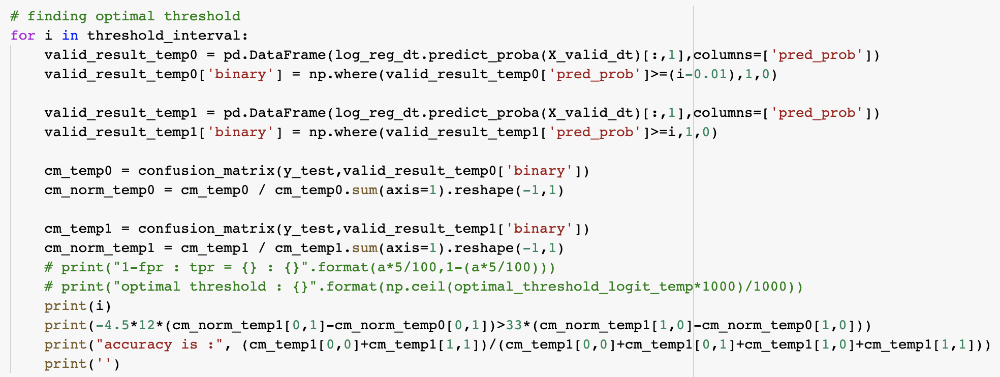 # finding optimal threshold
for i in threshold_interval:
    valid_result_temp0 = pd.DataFrame(log_reg_dt.predict_proba(X_valid_dt)[:,1],columns=['pred_prob'])
    valid_result_temp0['binary'] = np.where(valid_result_temp0['pred_prob']>=(i-0.01),1,0)

    valid_result_temp1 = pd.DataFrame(log_reg_dt.predict_proba(X_valid_dt)[:,1],columns=['pred_prob'])
    valid_result_temp1['binary'] = np.where(valid_result_temp1['pred_prob']>=i,1,0)

    cm_temp0 = confusion_matrix(y_test,valid_result_temp0['binary'])
    cm_norm_temp0 = cm_temp0 / cm_temp0.sum(axis=1).reshape(-1,1)

    cm_temp1 = confusion_matrix(y_test,valid_result_temp1['binary'])
    cm_norm_temp1 = cm_temp1 / cm_temp1.sum(axis=1).reshape(-1,1)
    # print("1-fpr : tpr = {} : {}".format(a*5/100,1-(a*5/100)))
    # print("optimal threshold : {}".format(np.ceil(optimal_threshold_logit_temp*1000)/1000))
    print(i)
    print(-4.5*12*(cm_norm_temp1[0,1]-cm_norm_temp0[0,1])>33*(cm_norm_temp1[1,0]-cm_norm_temp0[1,0]))
    print("accuracy is :", (cm_temp1[0,0]+cm_temp1[1,1])/(cm_temp1[0,0]+cm_temp1[0,1]+cm_temp1[1,0]+cm_temp1[1,1]))
    print('')